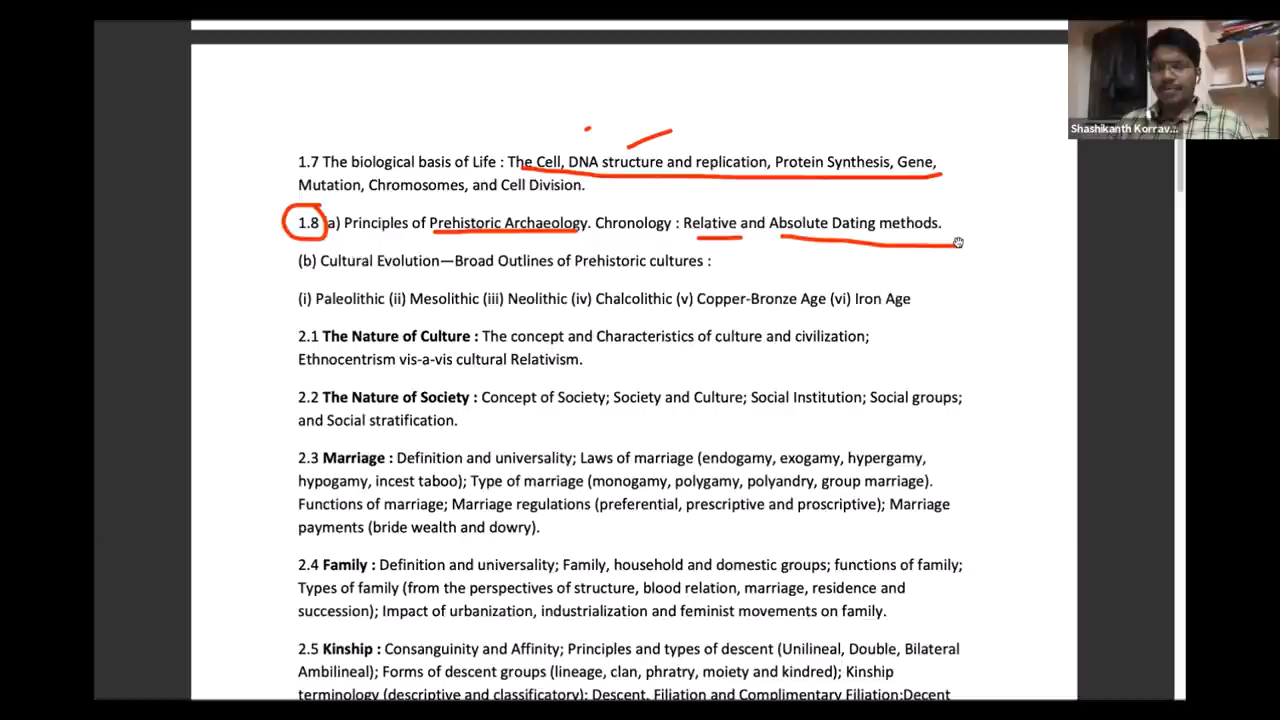 Shashikanth Korrav...
1.7 The biological basis of Life : The Cell, DNA structure and replication, Protein Synthesis, Gene,
Mutation, Chromosomes, and Cell Division.
1.8 a) Principles of Prehistoric Archaeology. Chronology : Relative and Absolute Dating methods.
(b) Cultural Evolution—Broad Outlines of Prehistoric cultures :
(i) Paleolithic (ii) Mesolithic (iii) Neolithic (iv) Chalcolithic (v) Copper-Bronze Age (vi) Iron Age
2.1 The Nature of Culture : The concept and Characteristics of culture and civilization;
Ethnocentrism vis-a-vis cultural Relativism.
2.2 The Nature of Society : Concept of Society; Society and Culture; Social Institution; Social groups;
and Social stratification.
2.3 Marriage : Definition and universality; Laws of marriage (endogamy, exogamy, hypergamy,
hypogamy, incest taboo); Type of marriage (monogamy, polygamy, polyandry, group marriage).
Functions of marriage; Marriage regulations (preferential, prescriptive and proscriptive); Marriage
payments (bride wealth and dowry).
2.4 Family : Definition and universality; Family, household and domestic groups; functions of family;
Types of family (from the perspectives of structure, blood relation, marriage, residence and
succession); Impact of urbanization, industrialization and feminist movements on family.
2.5 Kinship : Consanguinity and Affinity; Principles and types of descent (Unilineal, Double, Bilateral
Ambilineal); Forms of descent groups (lineage, clan, phratry, moiety and kindred); Kinship
terminology (descriptive and classificatory); Descent, Filiation and Complimentary Filiation;Decent